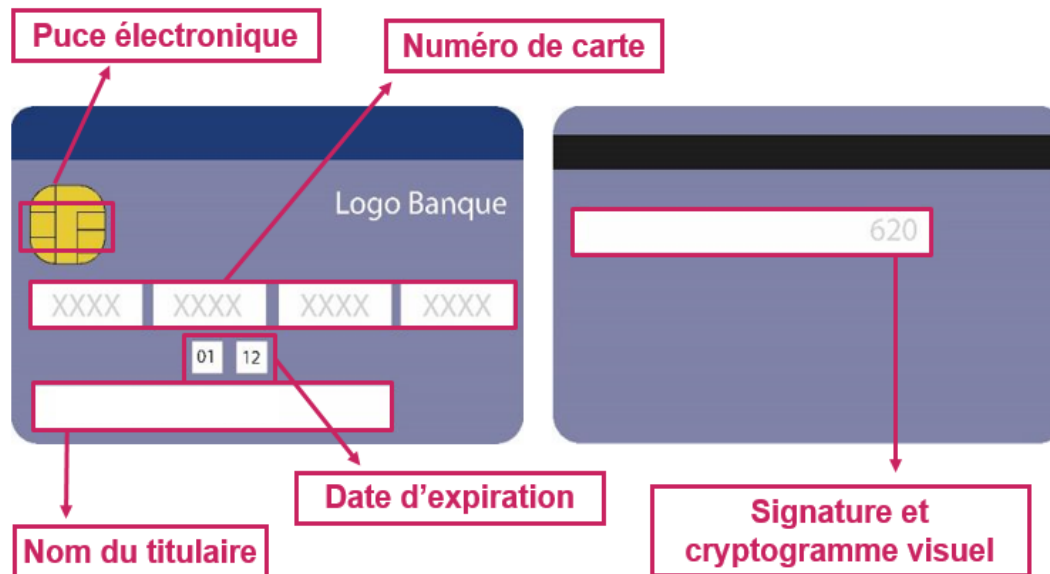 Puce électronique
Numéro de carte
Logo Banque
620
XXXX XXXX XXXX XXXX
01 12
Date d'expiration
Signature et
cryptogramme visuel
Nom du titulaire